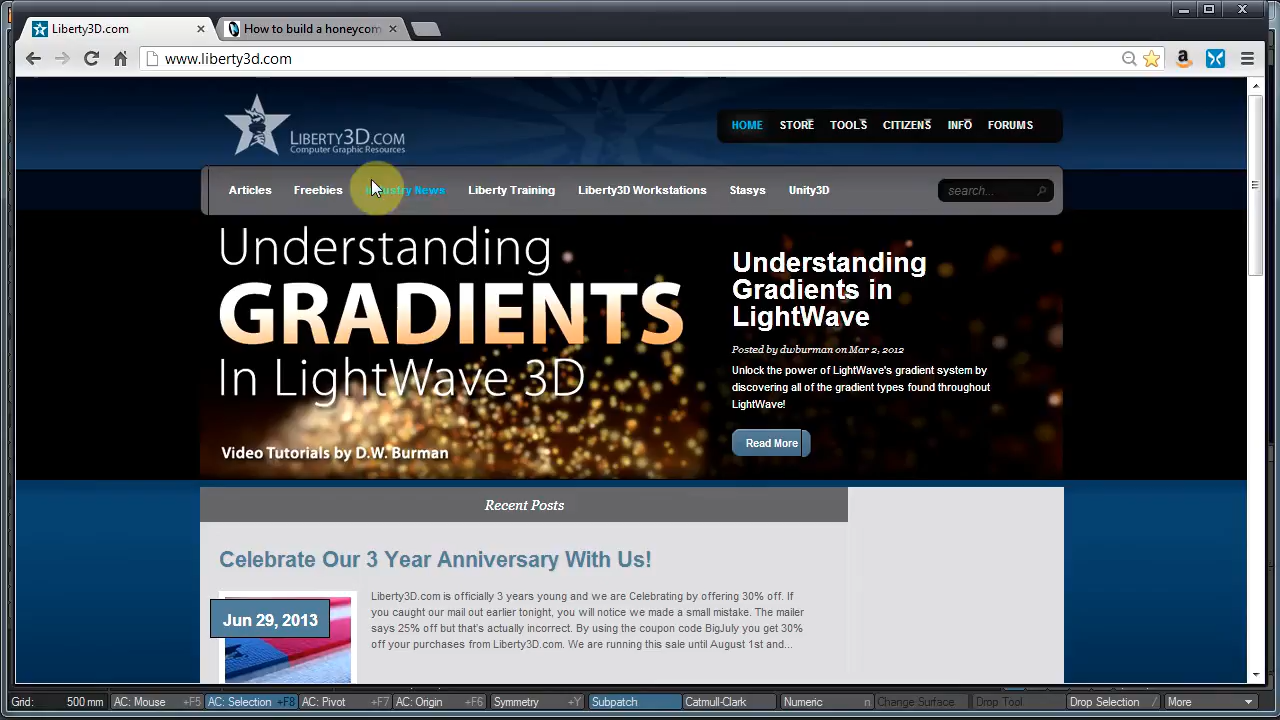 Liberty3D.com
How to build a honeycom
www.liberty3d.com
LIBERTY3D.COM
Computer Graphic Resources
HOME STORE TOOLS CITIZENS INFO FORUMS
Articles Freebies Industry News Liberty Training Liberty3D Workstations Stasys Unity3D
search...
Understanding
GRADIENTS
In LightWave 3D
Video Tutorials by D.W. Burman
Understanding
Gradients in
LightWave
Posted by dwburman on Mar 2, 2012
Unlock the power of LightWave's gradient system by
discovering all of the gradient types found throughout
LightWave!
Read More
Recent Posts
Celebrate Our 3 Year Anniversary With Us!
Jun 29, 2013
Liberty3D.com is officially 3 years young and we are Celebrating by offering 30% off. If
you caught our mail out earlier tonight, you will notice we made a small mistake. The mailer
says 25% off but that's actually incorrect. By using the coupon code BigJuly you get 30%
off your purchases from Liberty3D.com. We are running this sale until August 1st and...
Grid: 500 mm AC: Mouse +F5 AC: Selection +F8 AC: Pivot +F7 AC: Origin +F6 Symmetry +Y Subpatch Catmull-Clark Numeric n Change Surface Drop Tool Drop Selection / More